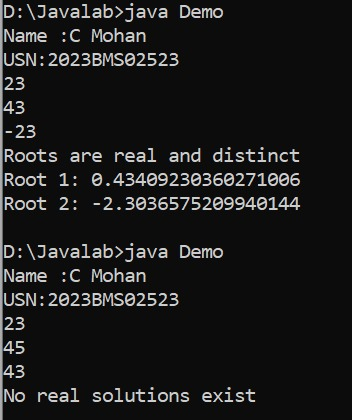 D:\Javalab>java Demo
Name :C Mohan
USN:2023BMS02523
23
43
-23
Roots are real and distinct
Root 1: 0.43409230360271006
Root 2: -2.3036575209940144
D:\Javalab>java Demo
Name :C Mohan
USN:2023BMS02523
23
45
43
No real solutions exist